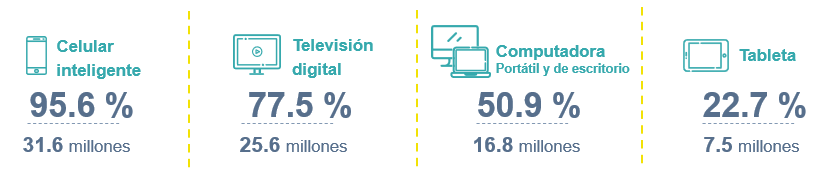 Celular
inteligente
95.6 %
31.6 millones
Televisión
digital
77.5 %
25.6 millones
Computadora
Portátil y de escritorio
50.9 %
16.8 millones
Tableta
22.7 %
7.5 millones